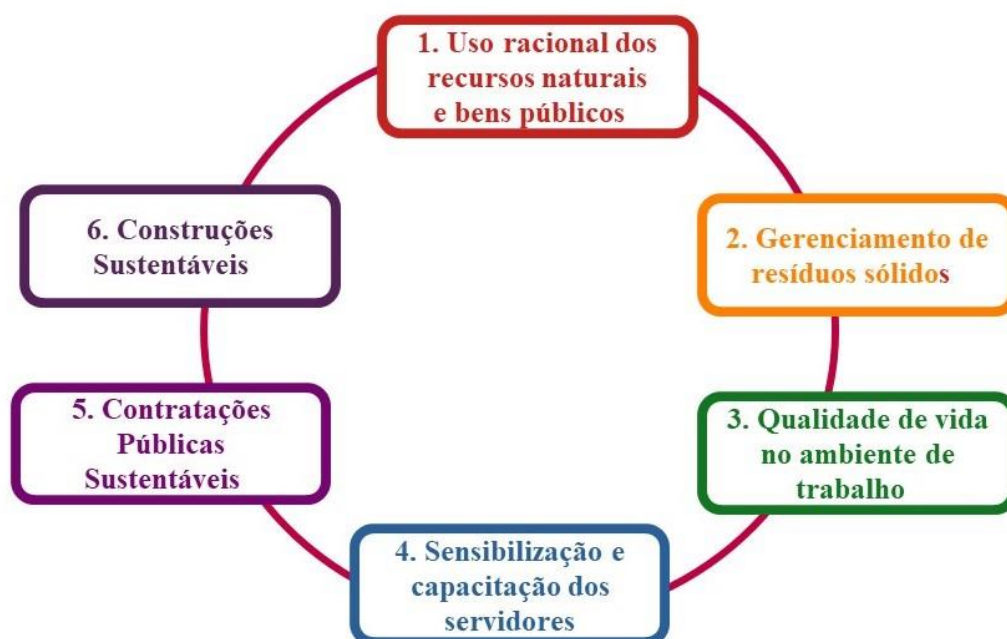 1. Uso racional dos
recursos naturais
e bens públicos
2. Gerenciamento de
resíduos sólidos
3. Qualidade de vida
no ambiente de
trabalho
4. Sensibilização e
capacitação dos
servidores
5. Contratações
Públicas
Sustentáveis
6. Construções
Sustentáveis